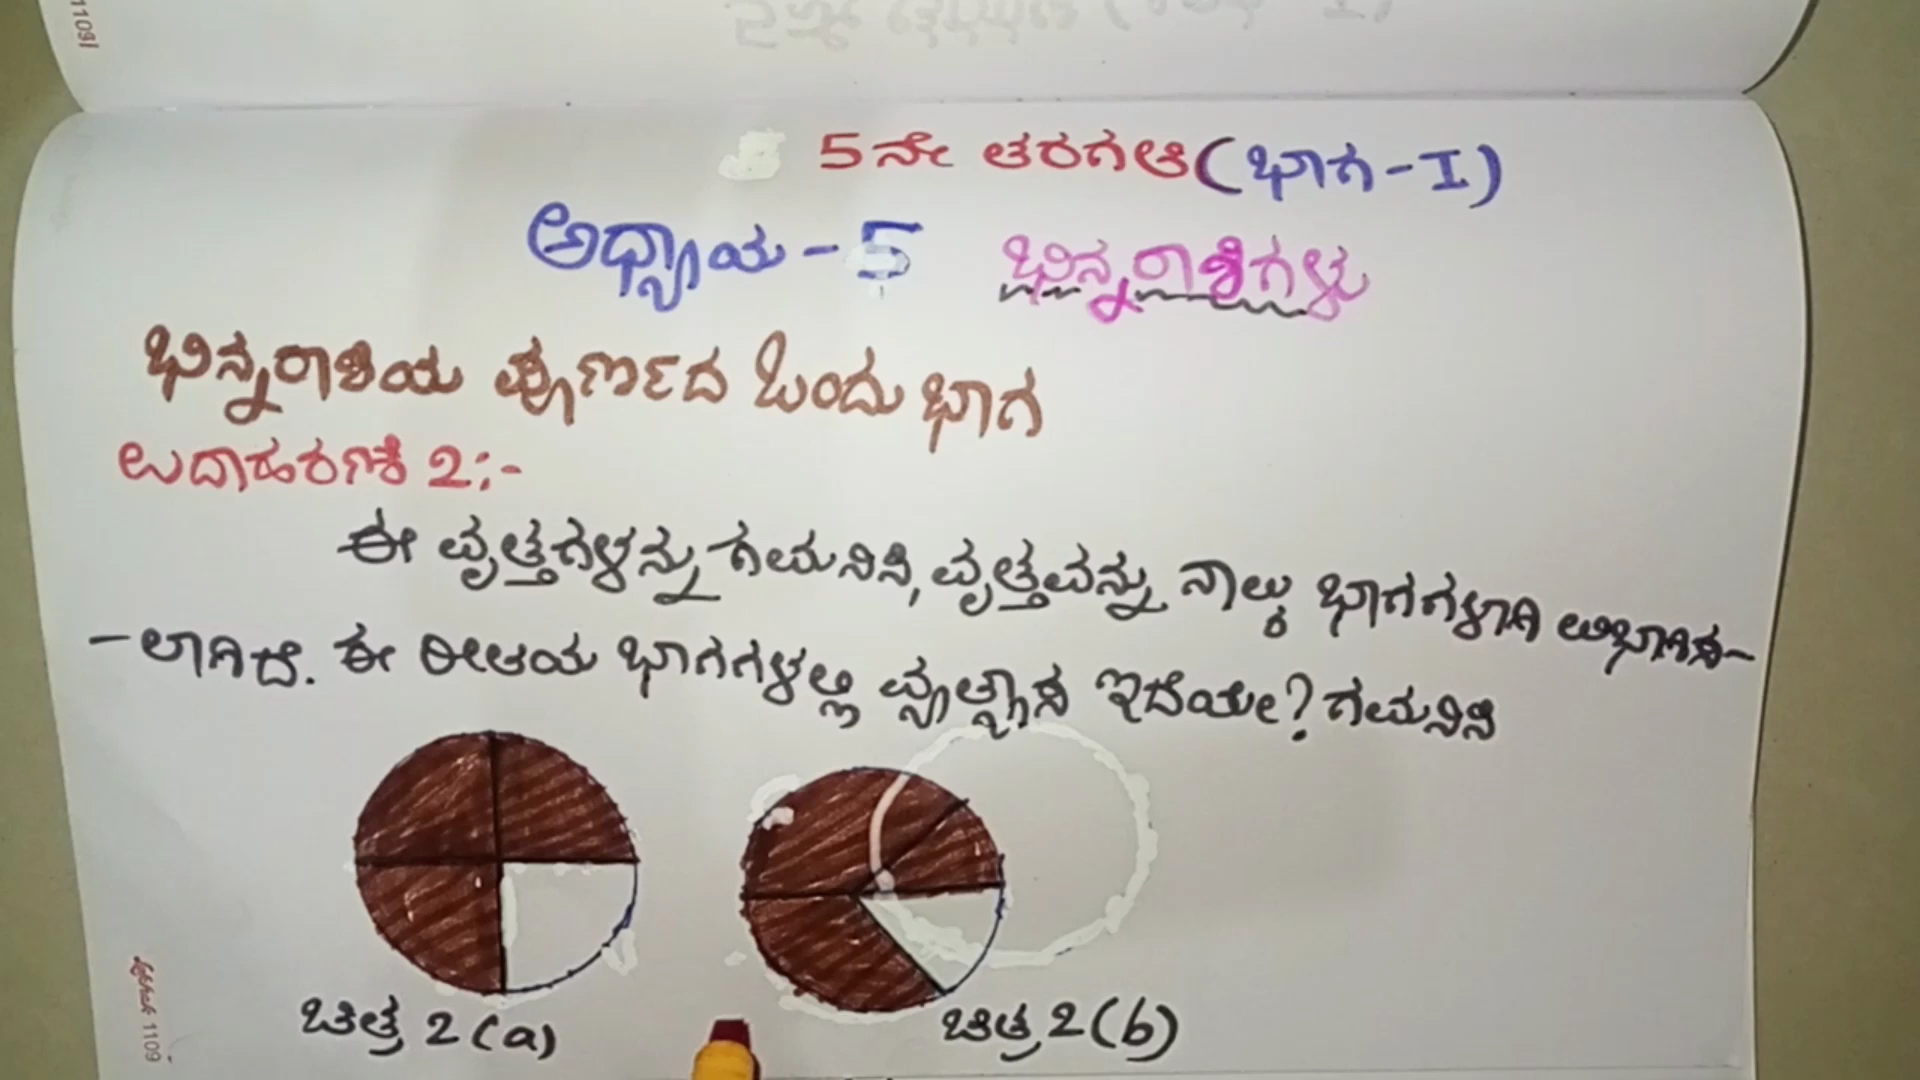 5ನೇ ತರಗತಿ (ಭಾಗ - I)
ಅಧ್ಯಾಯ - 5 ಭಿನ್ನರಾಶಿಗಳು
ಭಿನ್ನರಾಶಿಯ ಪೂರ್ಣದ ಒಂದು ಭಾಗ
ಉದಾಹರಣೆ 2:-
ಈ ವೃತ್ತಗಳನ್ನು ಗಮನಿಸಿ, ವೃತ್ತವನ್ನು ನಾಲ್ಕು ಭಾಗಗಳಾಗಿ ವಿಭಾಗಿಸ-
-ಲಾಗಿದೆ. ಈ ರೀತಿಯ ಭಾಗಗಳಲ್ಲಿ ವ್ಯತ್ಯಾಸ ಇದೆಯೇ? ಗಮನಿಸಿ
ಚಿತ್ರ 2(a) ಚಿತ್ರ 2(b)
1109